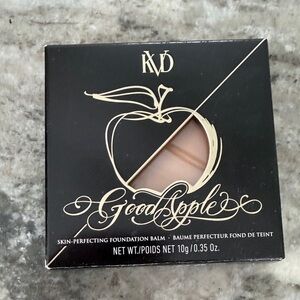 KVD
Good Apple
SKIN-PERFECTING FOUNDATION BALM · BAUME PERFECTEUR FOND DE TEINT
NET WT./POIDS NET 10g/0.35 Oz.